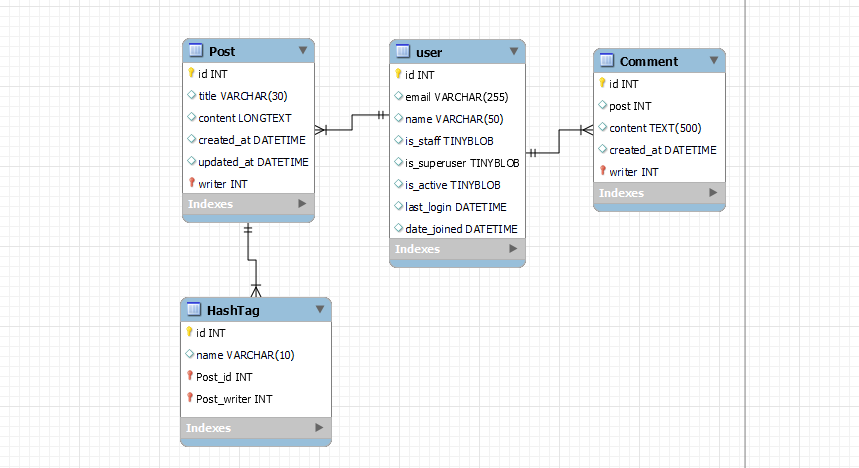 Post
id INT
title VARCHAR(30)
content LONGTEXT
created_at DATETIME
updated_at DATETIME
writer INT
Indexes
user
id INT
email VARCHAR(255)
name VARCHAR(50)
is_staff TINYBLOB
is_superuser TINYBLOB
is_active TINYBLOB
last_login DATETIME
date_joined DATETIME
Indexes
Comment
id INT
post INT
content TEXT(500)
created_at DATETIME
writer INT
Indexes
HashTag
id INT
name VARCHAR(10)
Post_id INT
Post_writer INT
Indexes